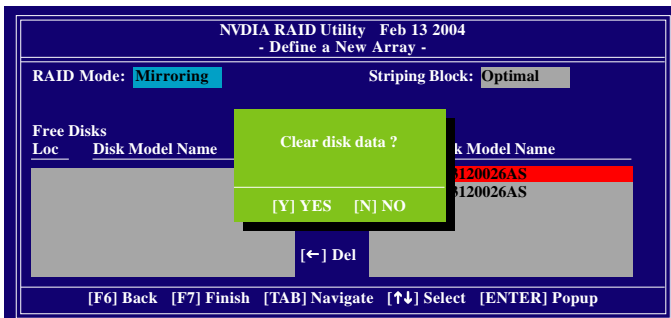 NVDIA RAID Utility Feb 13 2004
- Define a New Array -
RAID Mode: Mirroring Striping Block: Optimal
Free Disks
Loc Disk Model Name
Clear disk data ?
[Y] YES [N] NO
k Model Name
3120026AS
3120026AS
[←] Del
[F6] Back [F7] Finish [TAB] Navigate [↑↓] Select [ENTER] Popup